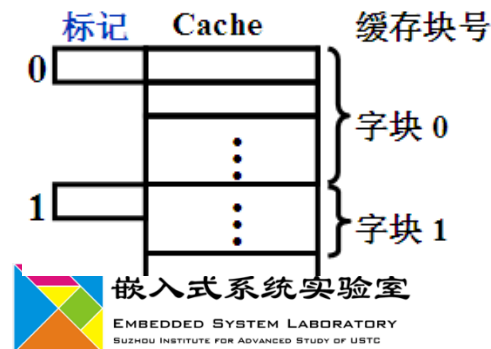 标记 Cache 缓存块号
0
字块 0
1
字块 1
嵌入式系统实验室
EMBEDDED SYSTEM LABORATORY
SUZHOU INSTITUTE FOR ADVANCED STUDY OF USTC